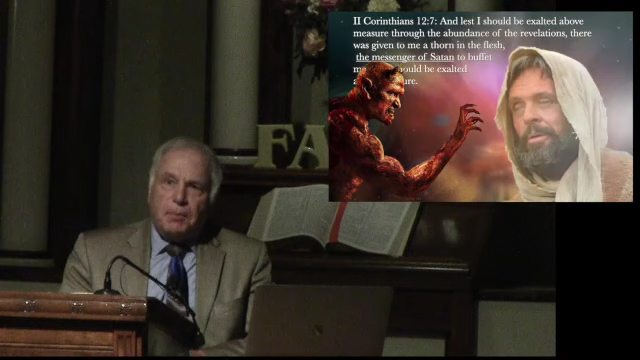 II Corinthians 12:7: And lest I should be exalted above
measure through the abundance of the revelations, there
was given to me a thorn in the flesh,
the messenger of Satan to buffet
should be exalted
FA